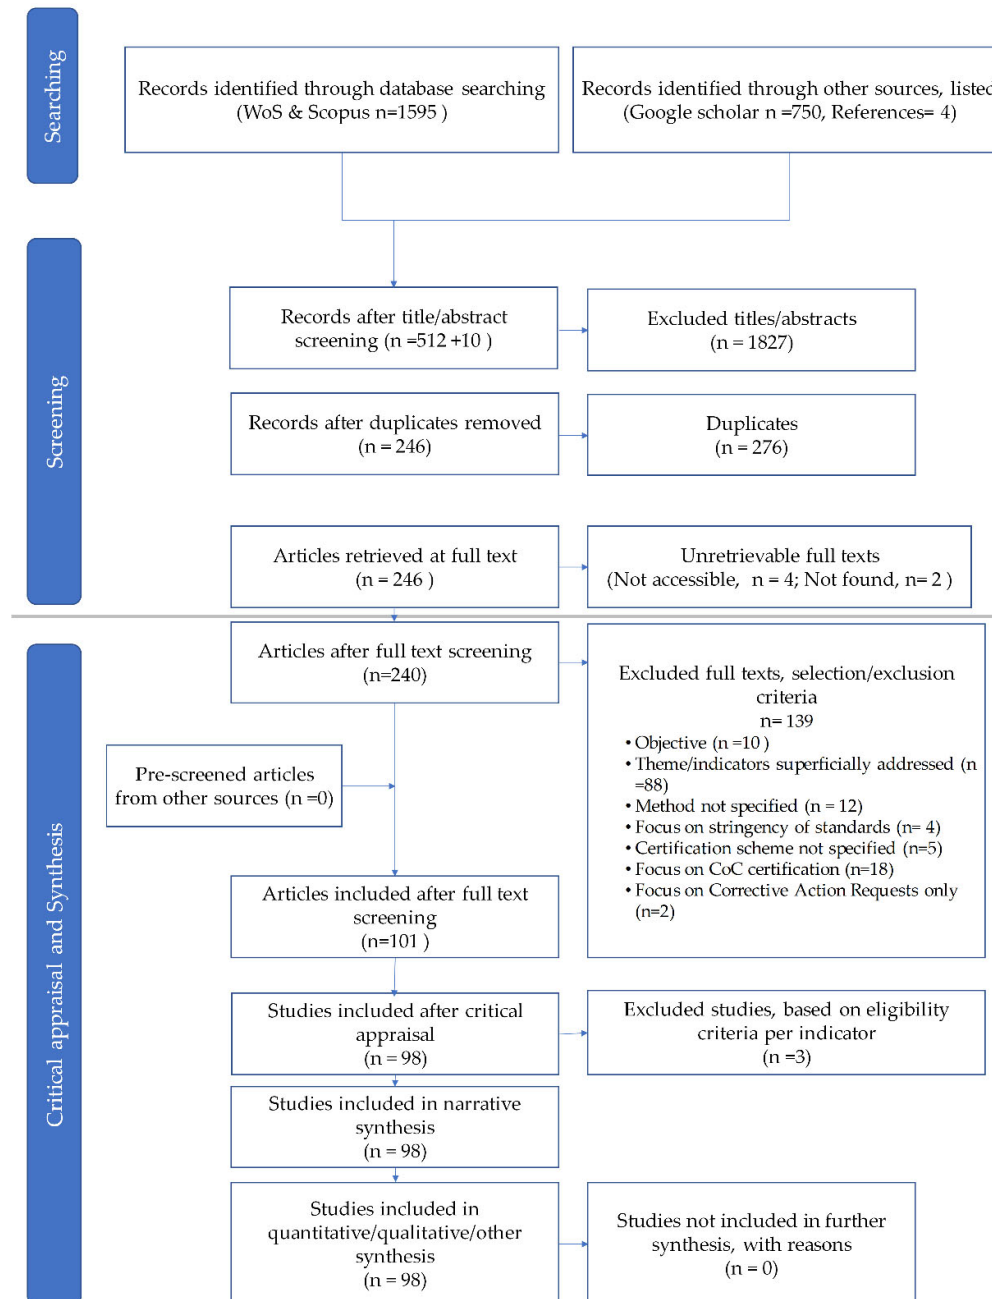 Searching
Records identified through database searching
(WoS & Scopus n=1595 )
Records identified through other sources, listed
(Google scholar n =750, References= 4)
Screening
Records after title/abstract
screening (n =512 +10 )
Excluded titles/abstracts
(n = 1827)
Records after duplicates removed
(n = 246)
Duplicates
(n = 276)
Articles retrieved at full text
(n = 246 )
Unretrievable full texts
(Not accessible,  n = 4; Not found, n= 2 )
Critical appraisal and Synthesis
Articles after full text screening
(n=240)
Excluded full texts, selection/exclusion
criteria
n= 139
• Objective (n =10 )
• Theme/indicators superficially addressed (n
=88)
• Method not specified (n = 12)
• Focus on stringency of standards (n= 4)
• Certification scheme not specified (n=5)
• Focus on CoC certification (n=18)
• Focus on Corrective Action Requests only
(n=2)
Pre-screened articles
from other sources (n =0)
Articles included after full text
screening
(n=101 )
Studies included after critical
appraisal
(n = 98)
Excluded studies, based on eligibility
criteria per indicator
(n =3)
Studies included in narrative
synthesis
(n = 98)
Studies included in
quantitative/qualitative/other
synthesis
(n = 98)
Studies not included in further
synthesis, with reasons
(n = 0)